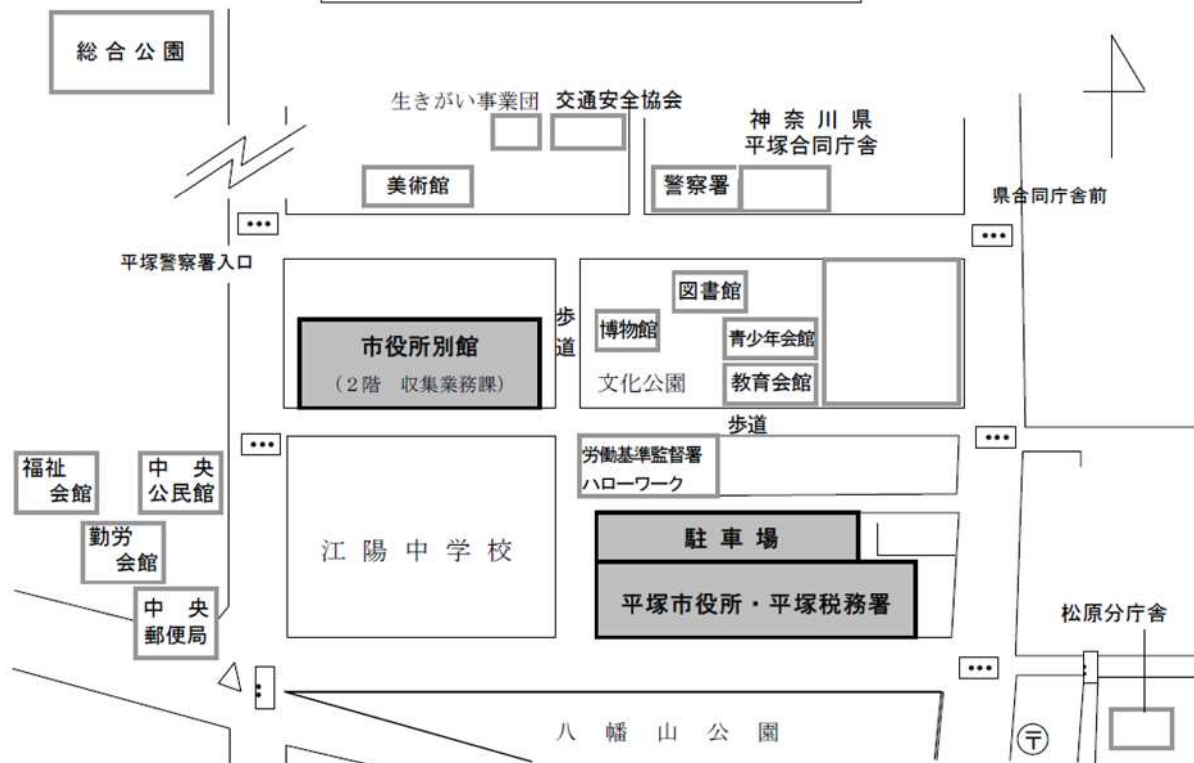 総合公園
生きがい事業団
交通安全協会
神奈川県
平塚合同庁舎
美術館
警察署
県合同庁舎前
平塚警察署入口
図書館
歩道
博物館
市役所別館
(2階 収集業務課)
青少年会館
文化公園
教育会館
歩道
労働基準監督署
ハローワーク
福祉
会館
中央
公民館
勤労
会館
江陽中学校
駐車場
平塚市役所・平塚税務署
中央
郵便局
松原分庁舎
八幡山公園
〒